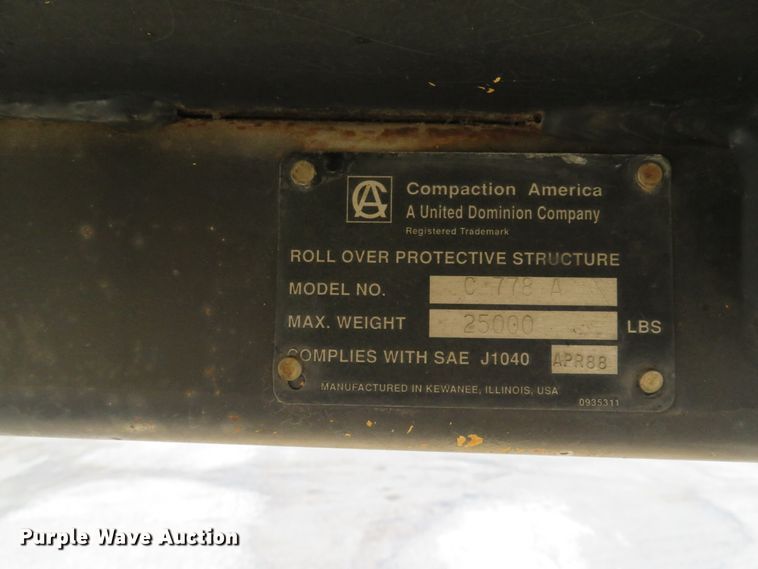 CA Compaction America
A United Dominion Company
Registered Trademark
ROLL OVER PROTECTIVE STRUCTURE
MODEL NO. C 778 A
MAX. WEIGHT 25000 LBS
COMPLIES WITH SAE J1040 APR88
MANUFACTURED IN KEWANEE, ILLINOIS, USA
0935311
Purple Wave Auction